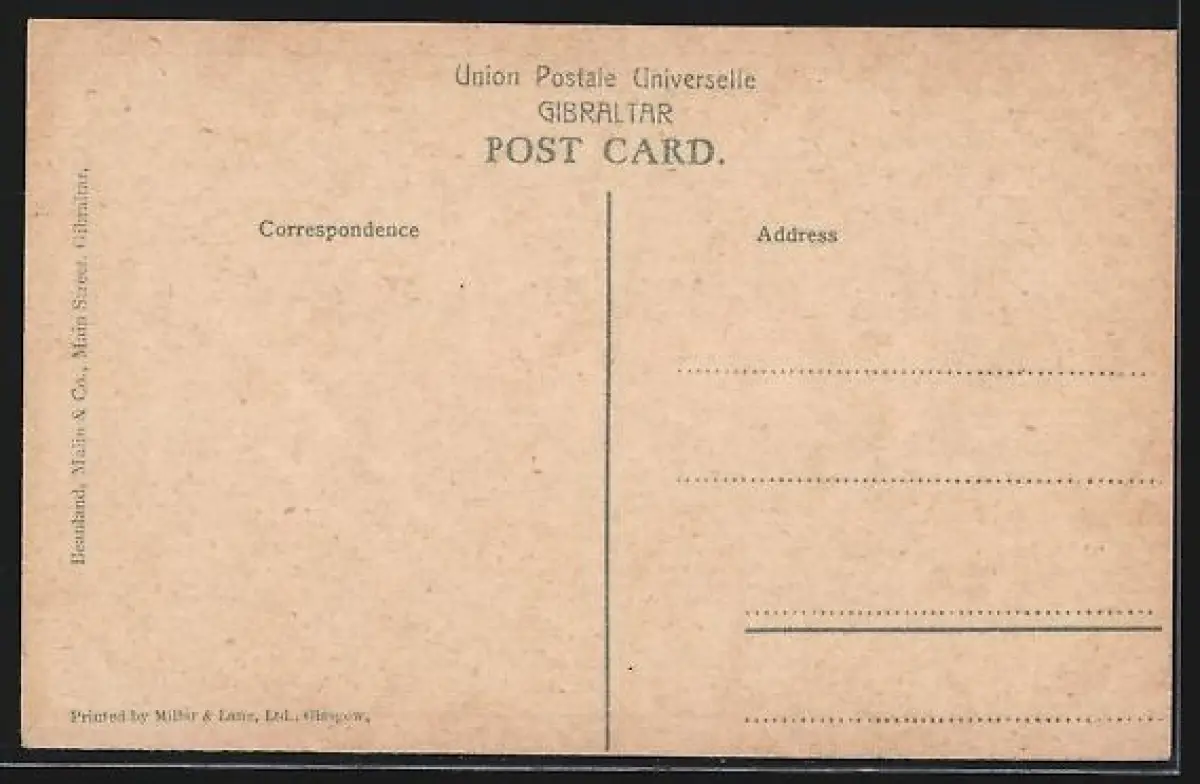 Union Postale Universelle
GIBRALTAR
POST CARD.
Correspondence
Address
Beanland, Malin & Co., Main Street, Gibraltar.
Printed by Millar & Lang, Ltd., Glasgow.